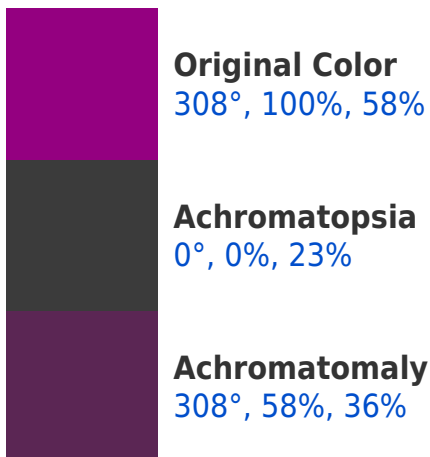 Original Color
308°, 100%, 58%
Achromatopsia
0°, 0%, 23%
Achromatomaly
308°, 58%, 36%